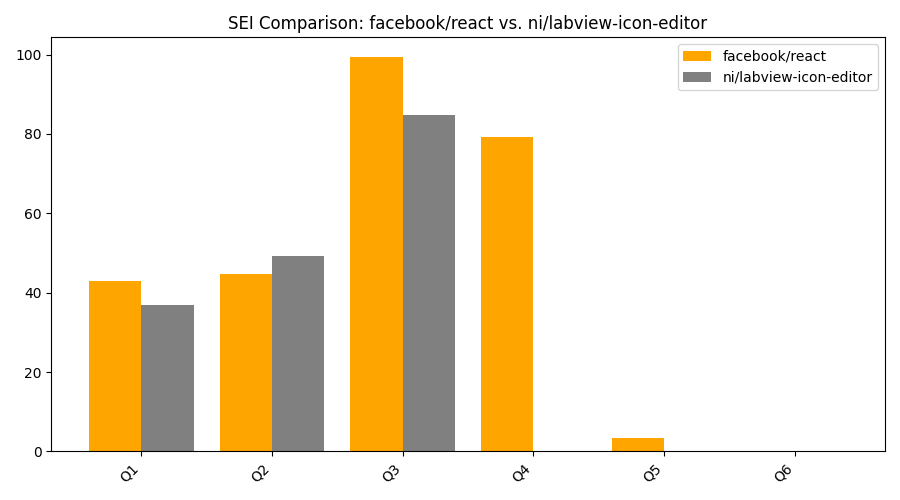 SEI Comparison: facebook/react vs. ni/labview-icon-editor
facebook/react
ni/labview-icon-editor
100
80
60
40
20
0
Q1
Q2
Q3
Q4
Q5
Q6